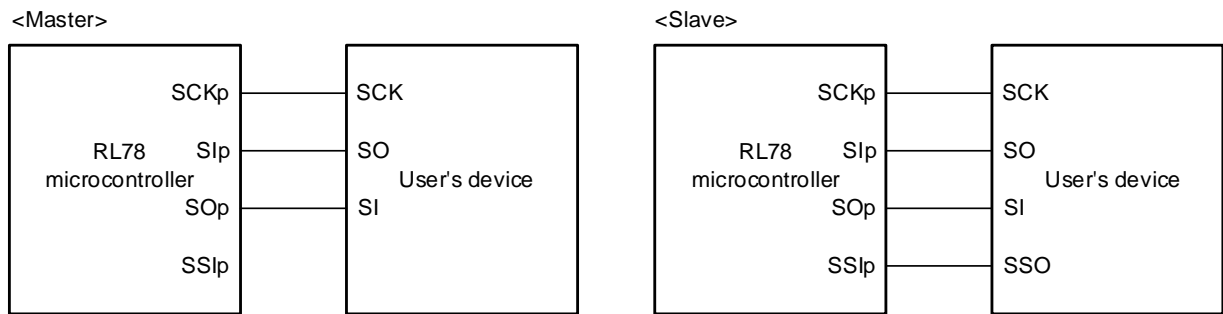 <Master>
SCKp
SCK
RL78
microcontroller
SIp
SO
User's device
SOp
SI
SSIp
<Slave>
SCKp
SCK
RL78
microcontroller
SIp
SO
User's device
SOp
SI
SSIp
SSO